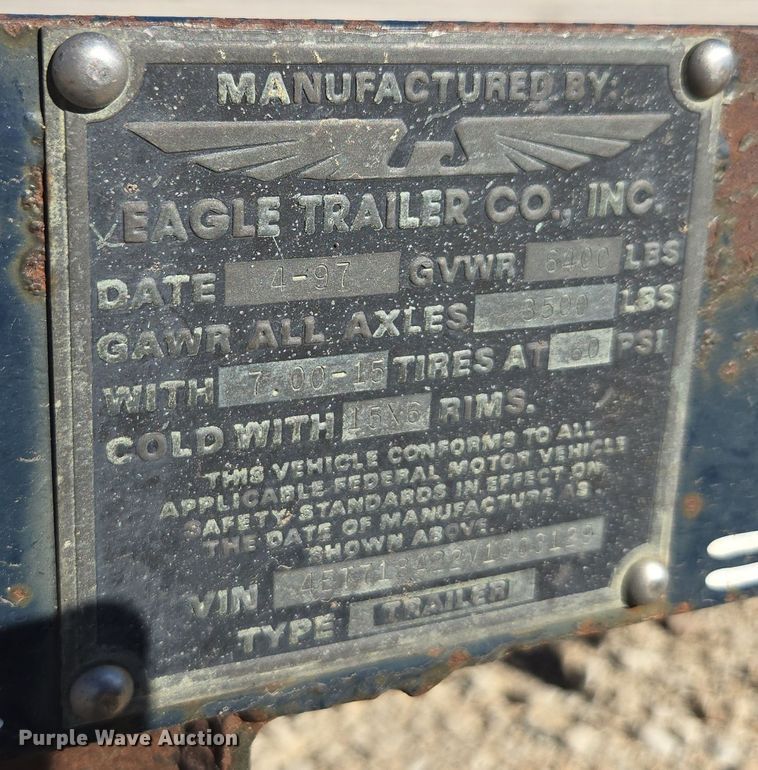 MANUFACTURED BY:
EAGLE TRAILER CO., INC.
DATE 4-97 GVWR 6400 LBS
GAWR ALL AXLES 3500 LBS
WITH 7.00-15 TIRES AT 60 PSI
COLD WITH 15X6 RIMS.
THIS VEHICLE CONFORMS TO ALL
APPLICABLE FEDERAL MOTOR VEHICLE
SAFETY STANDARDS IN EFFECT ON
THE DATE OF MANUFACTURE AS
SHOWN ABOVE
VIN
TYPE TRAILER
Purple Wave Auction